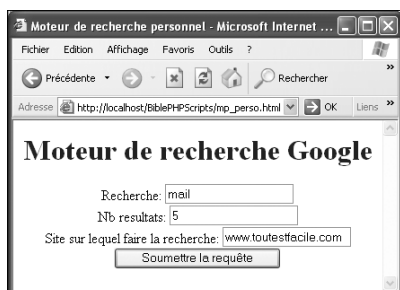 Moteur de recherche personnel - Microsoft Internet ...
Fichier Edition Affichage Favoris Outils ?
Précédente Rechercher »
Adresse http://localhost/BiblePHPScripts/mp_perso.html OK Liens »
Moteur de recherche Google
Recherche: mail
Nb resultats: 5
Site sur lequel faire la recherche: www.toutestfacile.com
Soumettre la requête